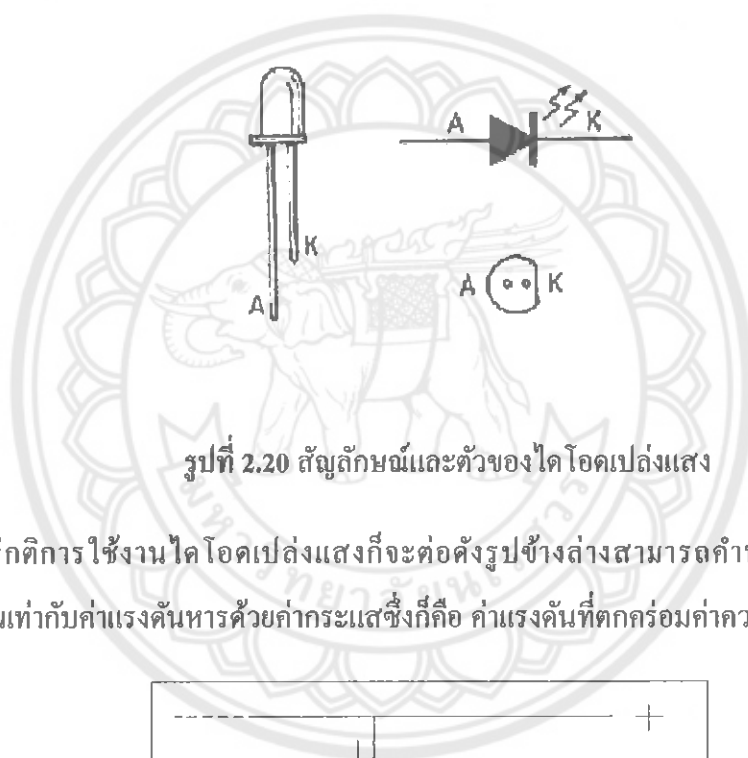 A K
K
A
A K
รูปที่ 2.20 สัญลักษณ์และตัวของไดโอดเปล่งแสง
การใช้งานไดโอดเปล่งแสงก็จะต่อดังรูปข้างล่างสามารถ
เท่ากับค่าแรงดันหารด้วยค่ากระแสซึ่งก็คือ ค่าแรงดันที่ตกคร่อมค่า
+